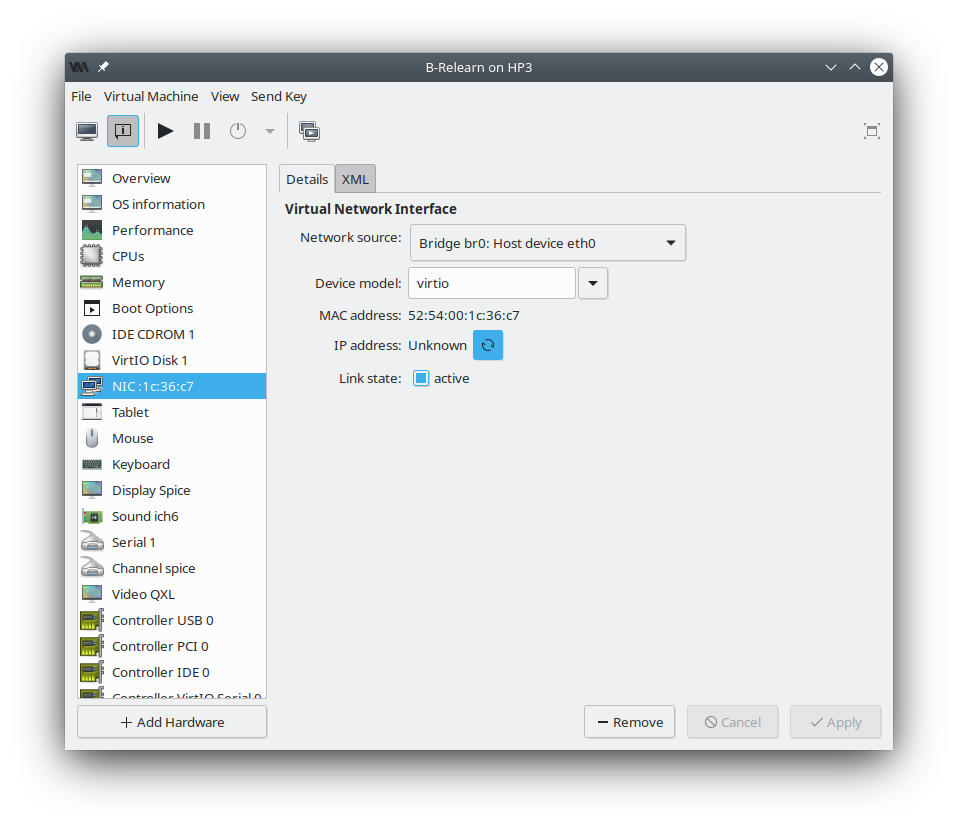 B-Relearn on HP3
File Virtual Machine View Send Key
Overview
OS information
Performance
CPUs
Memory
Boot Options
IDE CDROM 1
VirtIO Disk 1
NIC :1c:36:c7
Tablet
Mouse
Keyboard
Display Spice
Sound ich6
Serial 1
Channel spice
Video QXL
Controller USB 0
Controller PCI 0
Controller IDE 0
Controller VirtIO Serial 0
Add Hardware
Details XML
Virtual Network Interface
Network source: Bridge br0: Host device eth0
Device model: virtio
MAC address: 52:54:00:1c:36:c7
IP address: Unknown
Link state: active
Remove Cancel Apply